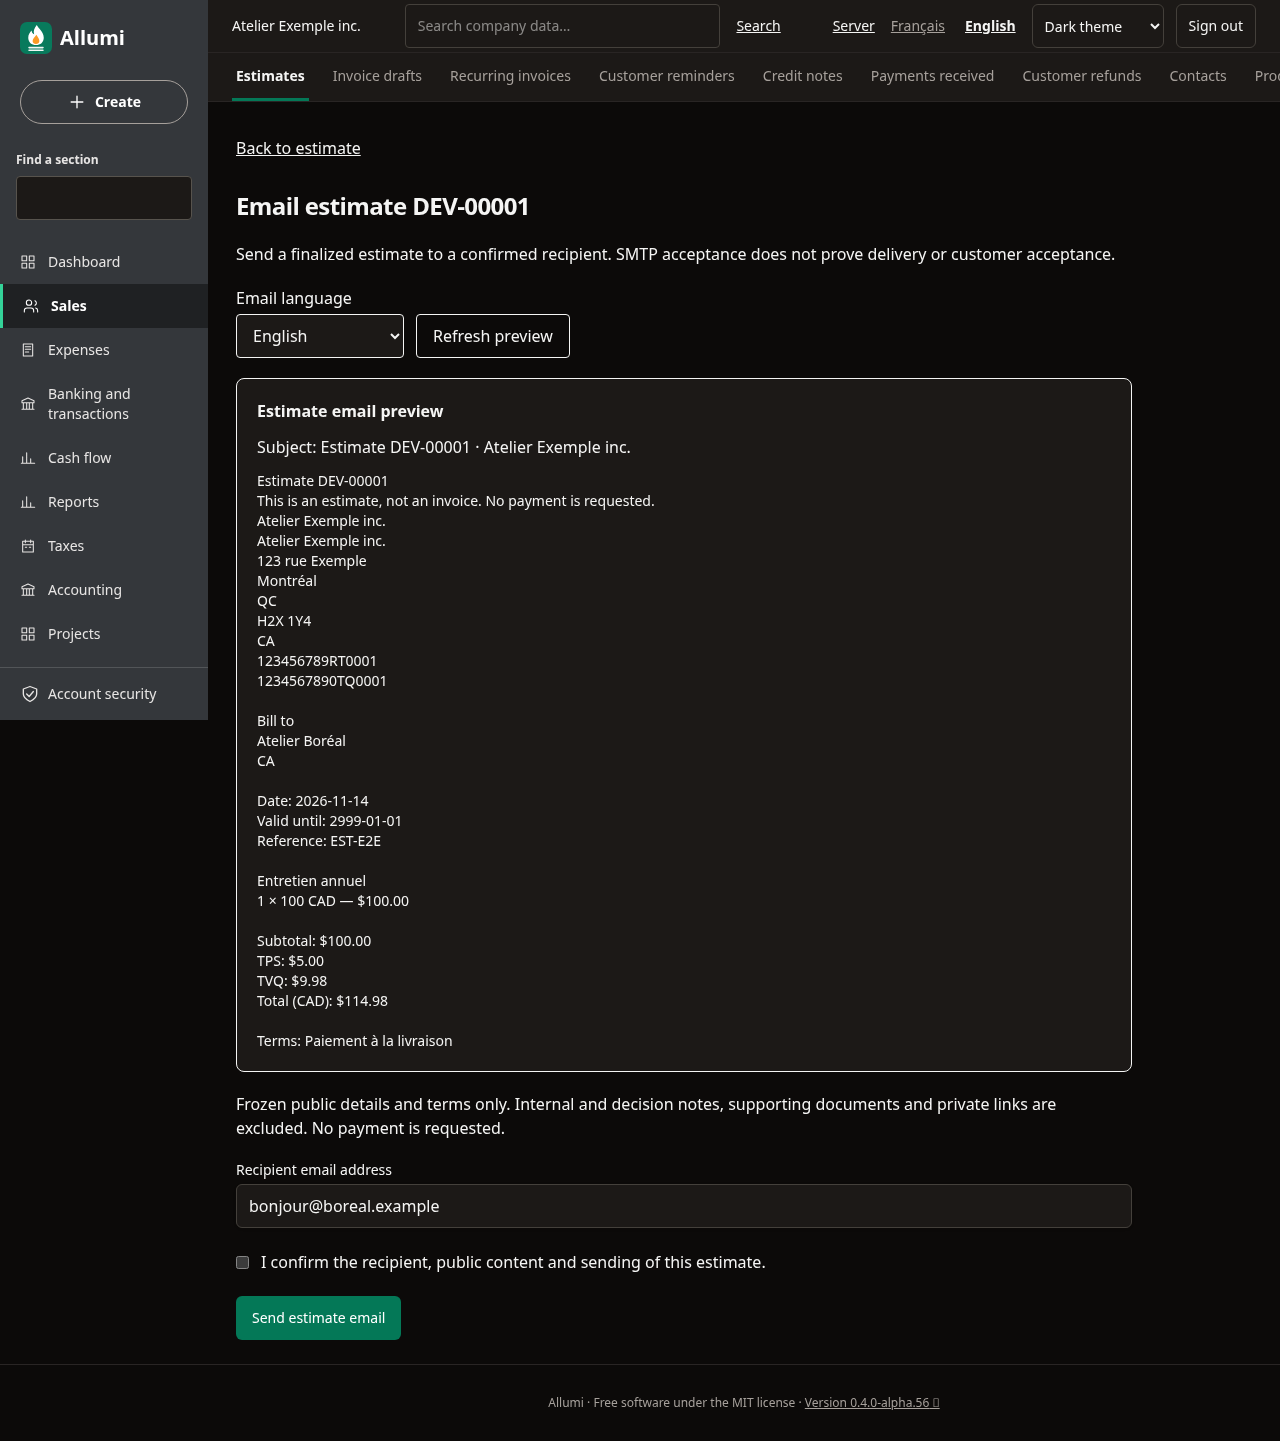 Allumi
Create
Find a section
Dashboard
Sales
Expenses
Banking and
transactions
Cash flow
Reports
Taxes
Accounting
Projects
Account security
Atelier Exemple inc.
Search company data...
Search
Server
Français
English
Dark theme
Sign out
Estimates
Invoice drafts
Recurring invoices
Customer reminders
Credit notes
Payments received
Customer refunds
Contacts
Back to estimate
Email estimate DEV-00001
Send a finalized estimate to a confirmed recipient. SMTP acceptance does not prove delivery or customer acceptance.
Email language
English
Refresh preview
Estimate email preview
Subject: Estimate DEV-00001 · Atelier Exemple inc.
Estimate DEV-00001
This is an estimate, not an invoice. No payment is requested.
Atelier Exemple inc.
Atelier Exemple inc.
123 rue Exemple
Montréal
QC
H2X 1Y4
CA
123456789RT0001
1234567890TQ0001
Bill to
Atelier Boréal
CA
Date: 2026-11-14
Valid until: 2999-01-01
Reference: EST-E2E
Entretien annuel
1 × 100 CAD — $100.00
Subtotal: $100.00
TPS: $5.00
TVQ: $9.98
Total (CAD): $114.98
Terms: Paiement à la livraison
Frozen public details and terms only. Internal and decision notes, supporting documents and private links are
excluded. No payment is requested.
Recipient email address
bonjour@boreal.example
I confirm the recipient, public content and sending of this estimate.
Send estimate email
Allumi · Free software under the MIT license · Version 0.4.0-alpha.56